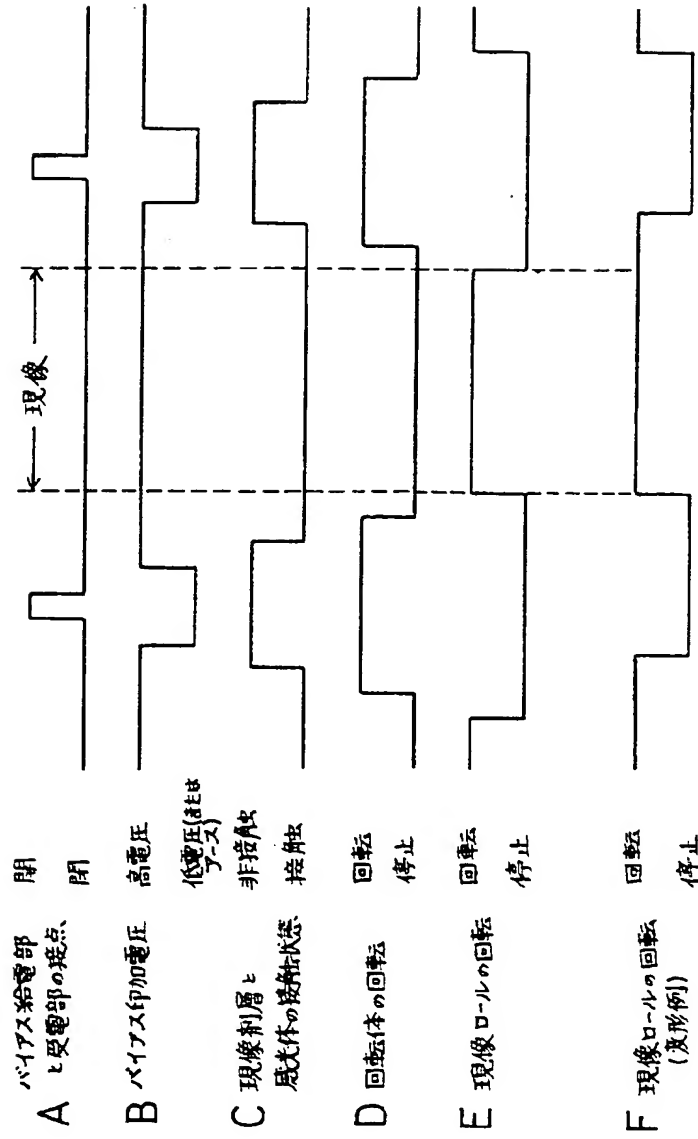 現像
A
バイアス給電部
と受電部の接点
開
閉
B
バイアス印加電圧
高電圧
低電圧(または
アース)
C
現像剤層と
感光体の接触状態
非接触
接触
D
回転体の回転
回転
停止
E
現像ロールの回転
回転
停止
F
現像ロールの回転
(変形例)
回転
停止